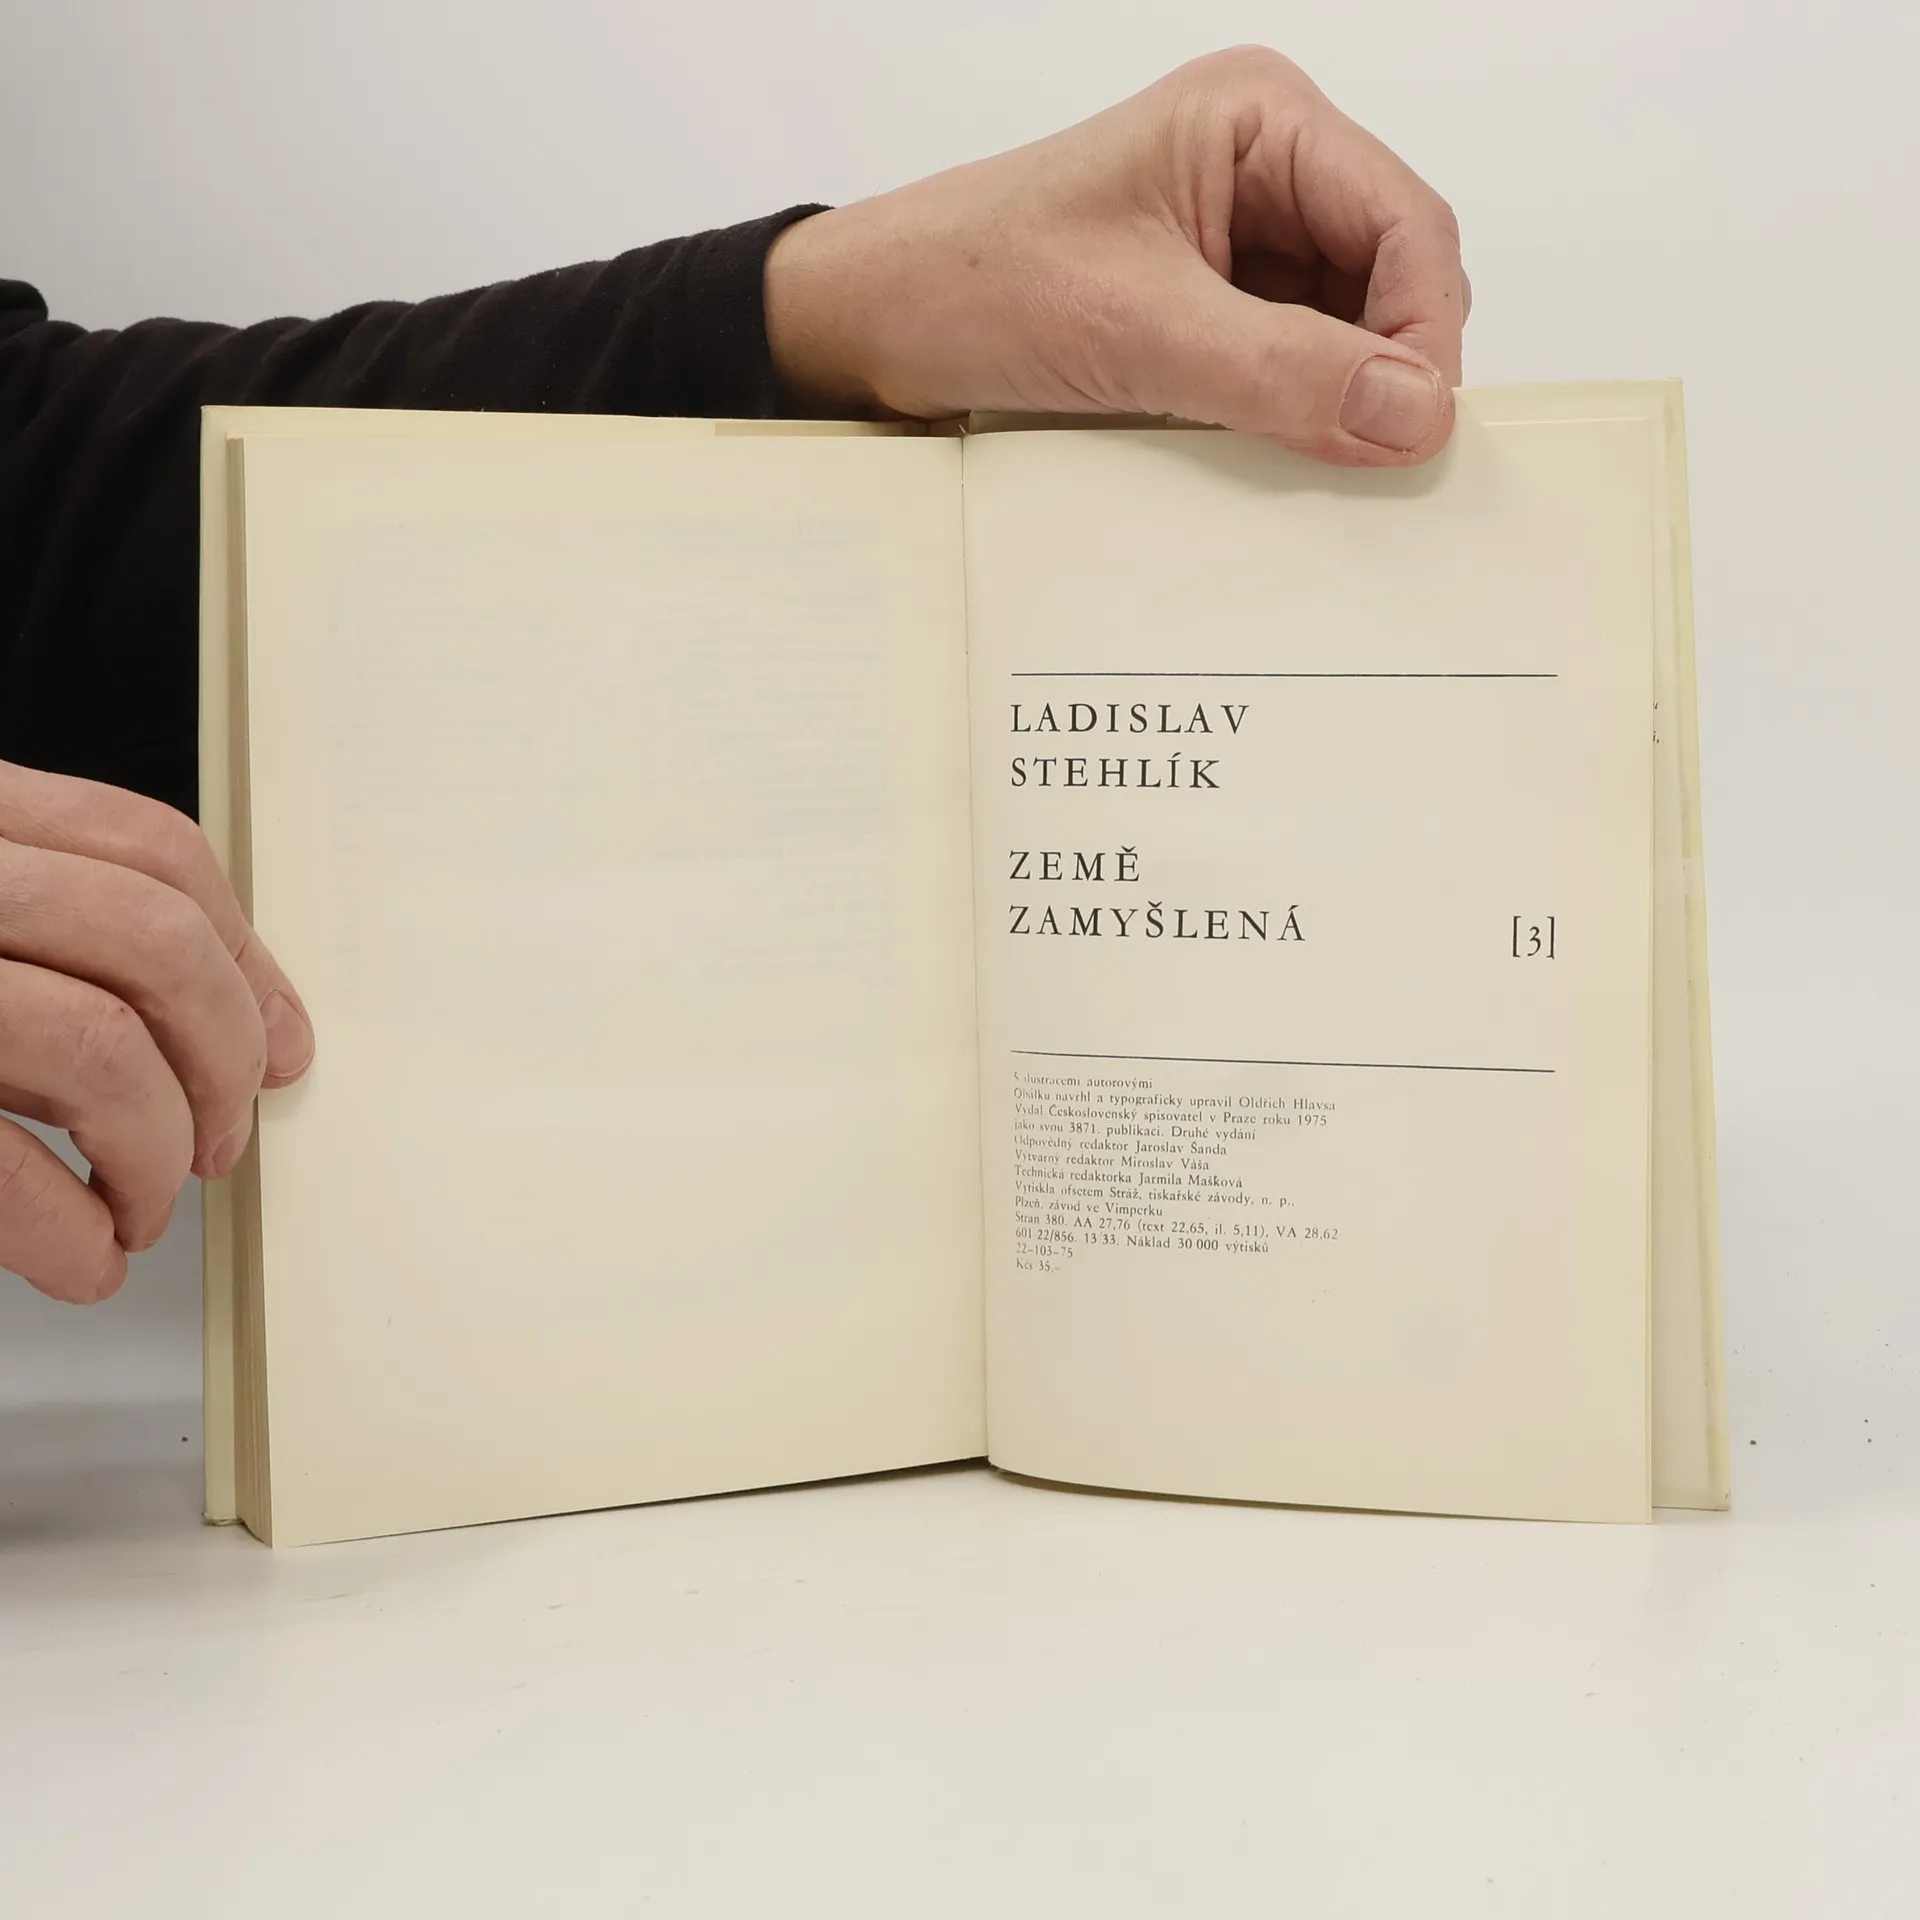 LADISLAV
STEHLÍK
ZEMĚ
ZAMYŠLENÁ [3]
S ilustracemi autorovými
Obálku navrhl a typograficky upravil Oldřich Hlavsa
Vydal Československý spisovatel v Praze roku 1975
jako svou 3871. publikaci. Druhé vydání
Odpovědný redaktor Jaroslav Šanda
Výtvarný redaktor Miroslav Váša
Technická redaktorka Jarmila Mašková
Vytiskla ofsetem Stráž, tiskařské závody, n. p.,
Plzeň, závod ve Vimperku
Stran 380. AA 27,76 (text 22,65, il. 5,11), VA 28,62
601 22/856. 13 33. Náklad 30 000 výtisků
22-103-75
Kčs 35,-